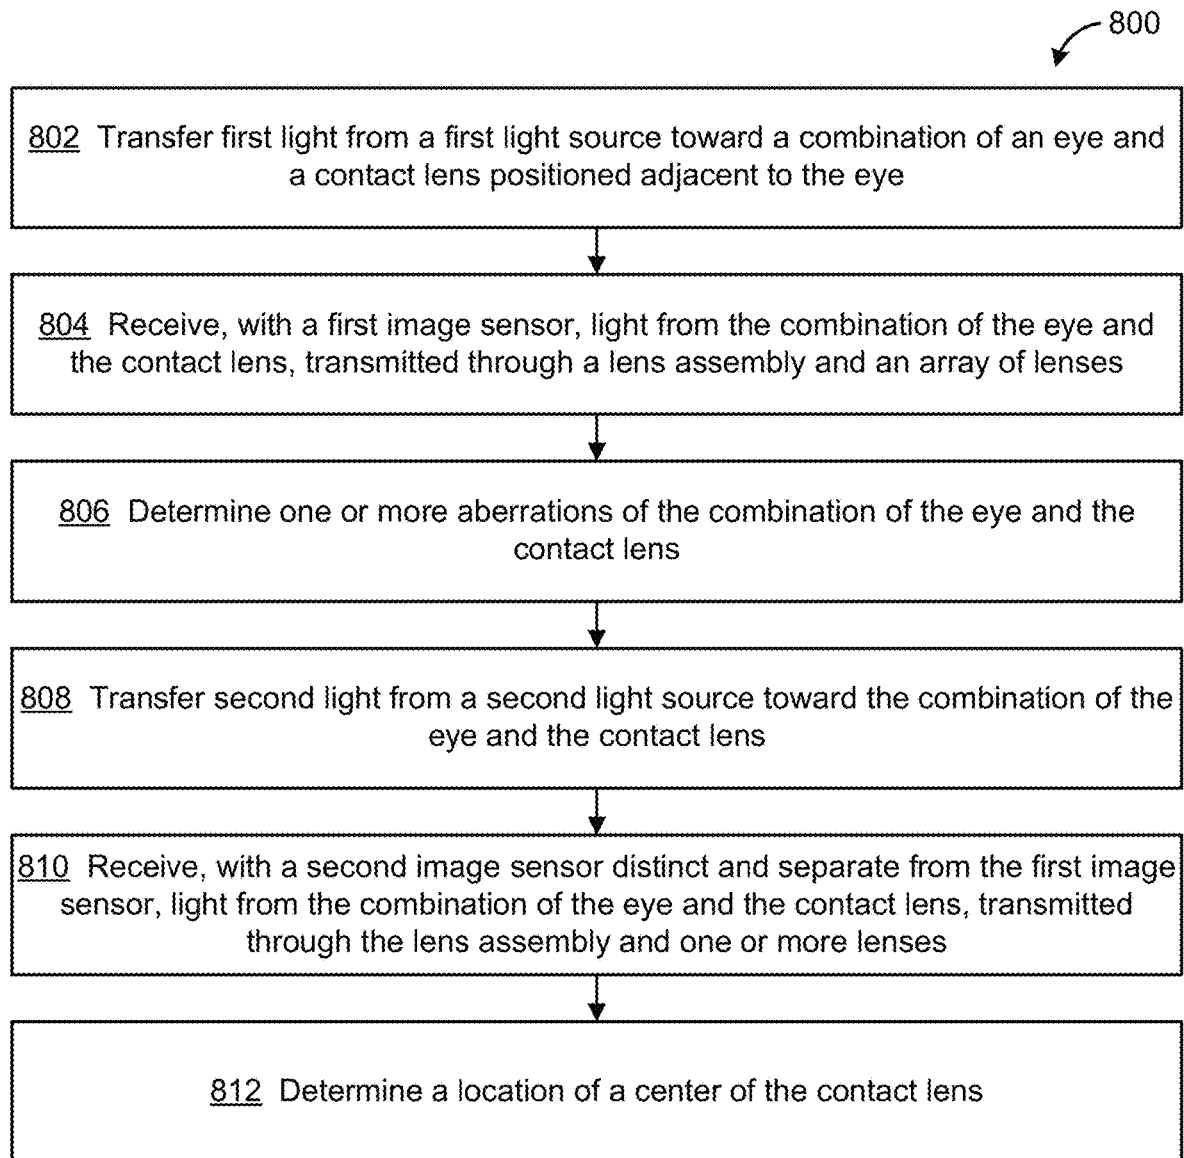 800
802 Transfer first light from a first light source toward a combination of an eye and
a contact lens positioned adjacent to the eye
804 Receive, with a first image sensor, light from the combination of the eye and
the contact lens, transmitted through a lens assembly and an array of lenses
806 Determine one or more aberrations of the combination of the eye and the
contact lens
808 Transfer second light from a second light source toward the combination of the
eye and the contact lens
810 Receive, with a second image sensor distinct and separate from the first image
sensor, light from the combination of the eye and the contact lens, transmitted
through the lens assembly and one or more lenses
812 Determine a location of a center of the contact lens